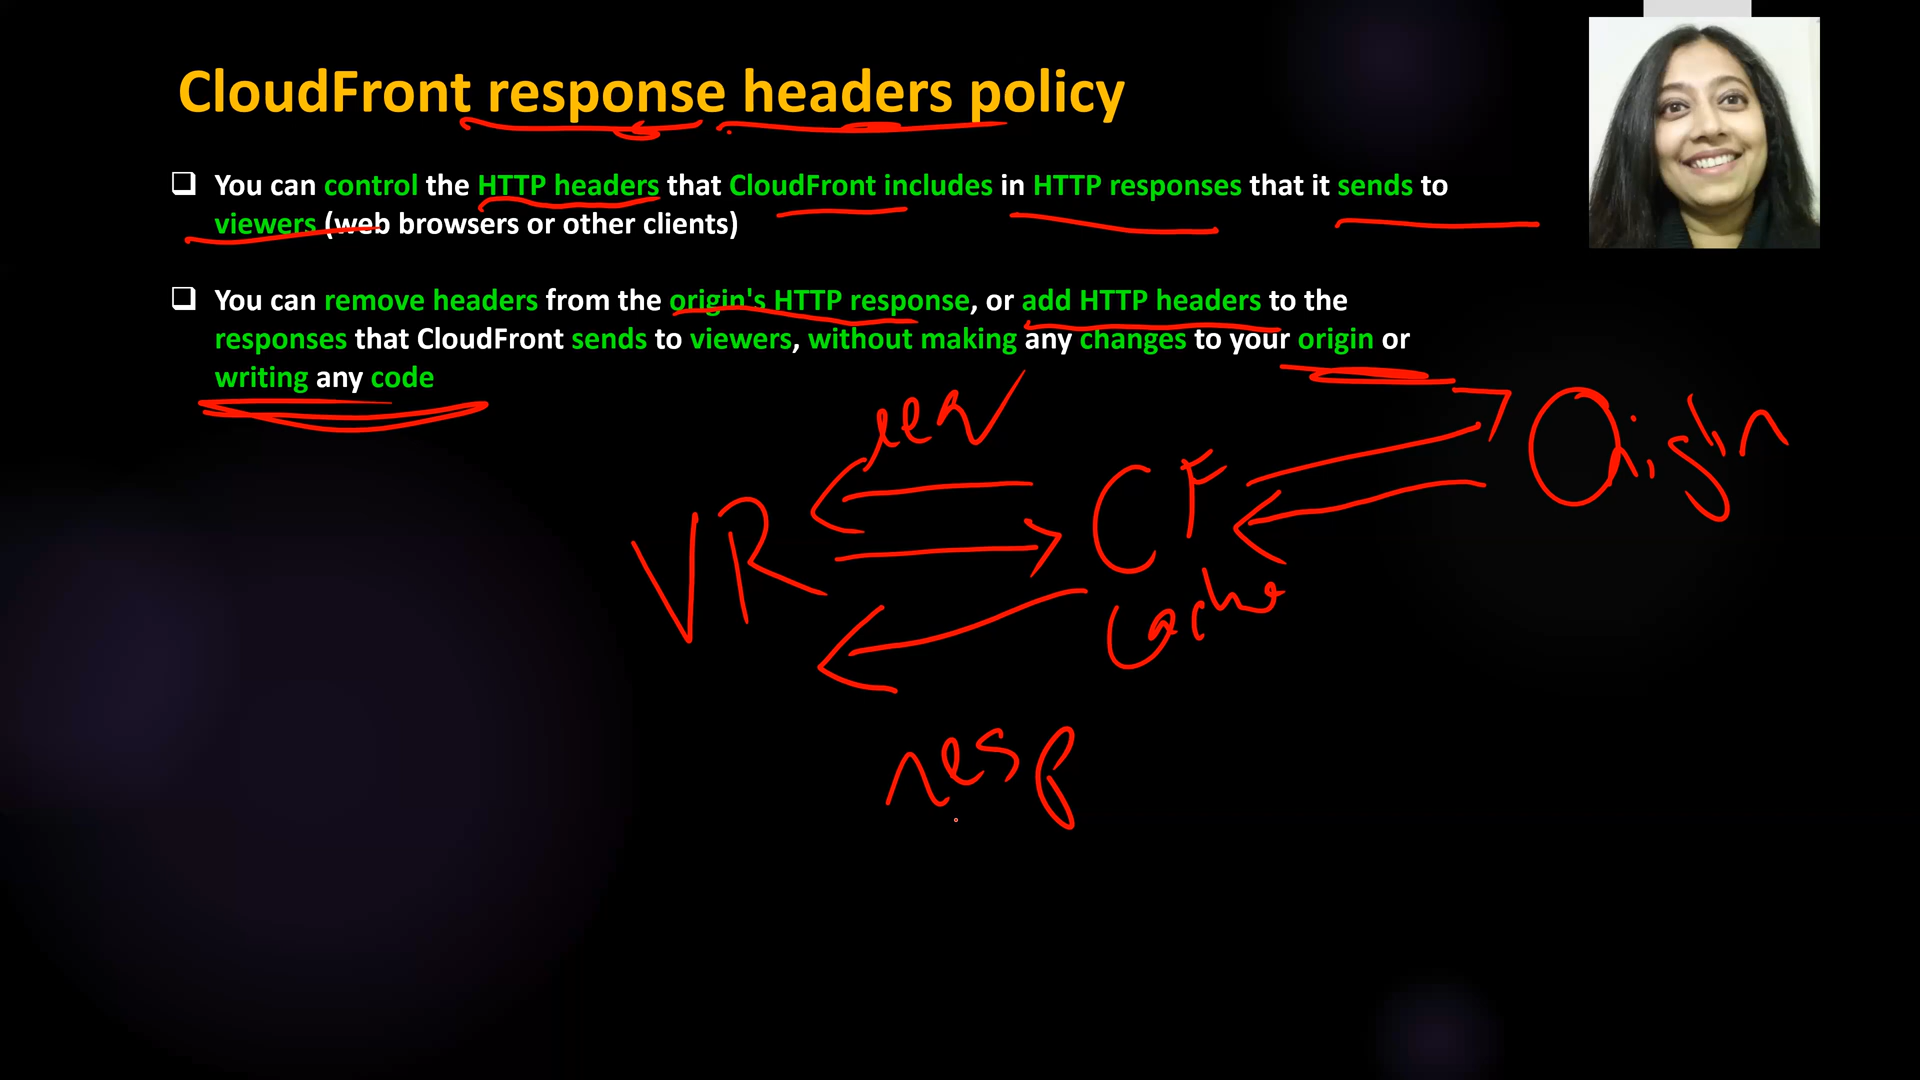 CloudFront response headers policy
You can control the HTTP headers that CloudFront includes in HTTP responses that it sends to
viewers (web browsers or other clients)
You can remove headers from the origin's HTTP response, or add HTTP headers to the
responses that CloudFront sends to viewers, without making any changes to your origin or
writing any code
req
Origin
VR
CF
Cache
resp